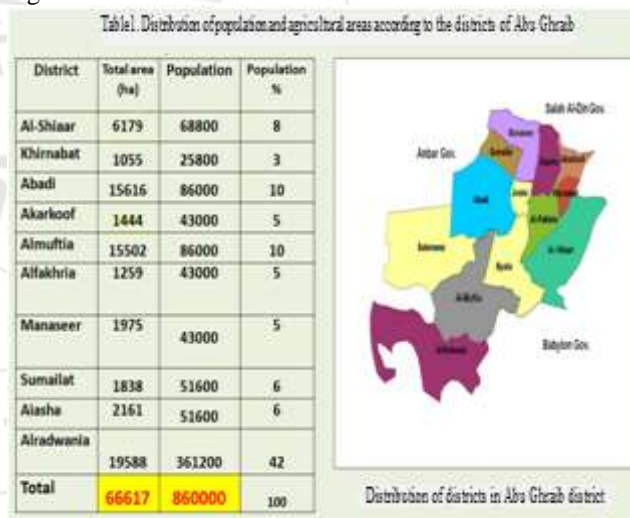 Table1. Distribution of population and agricultural areas according to the districts of Abu Ghraib
District Total area (ha) Population Population %
Al-Shiaar 6179 68800 8
Khirnabat 1055 25800 3
Abadi 15616 86000 10
Akarkoof 1444 43000 5
Almuftia 15502 86000 10
Alfakhria 1259 43000 5
Manaseer 1975 43000 5
Sumailat 1838 51600 6
Aiasha 2161 51600 6
Alradwania 19588 361200 42
Total 66617 860000 100
Salah Al-Din Gov.
Anbar Gov.
Abadi
Babylon Gov.
Distribution of districts in Abu Ghraib district